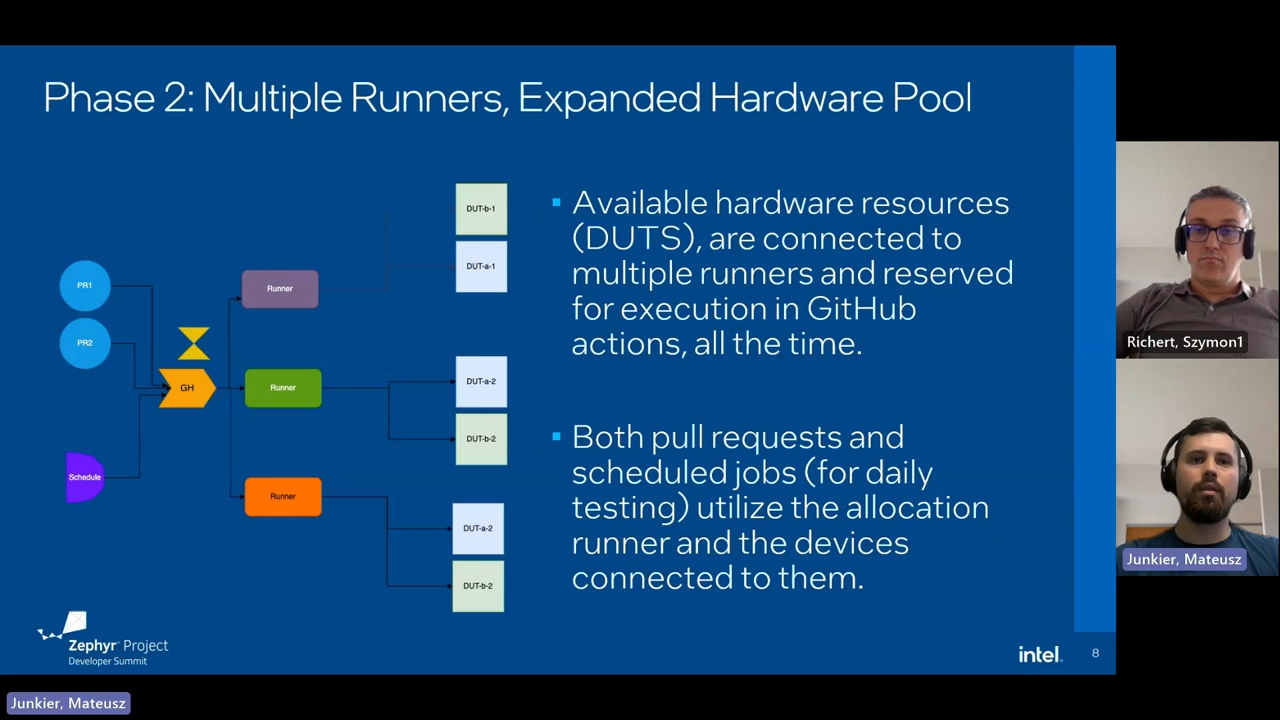 Phase 2: Multiple Runners, Expanded Hardware Pool
PR1
PR2
Schedule
GH
Runner
Runner
Runner
DUT-b-1
DUT-a-1
DUT-a-2
DUT-b-2
DUT-a-2
DUT-b-2
Available hardware resources
(DUTS), are connected to
multiple runners and reserved
for execution in GitHub
actions, all the time.
Both pull requests and
scheduled jobs (for daily
testing) utilize the allocation
runner and the devices
connected to them.
Zephyr™ Project
Developer Summit
intel.
8
Richert, Szymon1
Junkier, Mateusz
Junkier, Mateusz